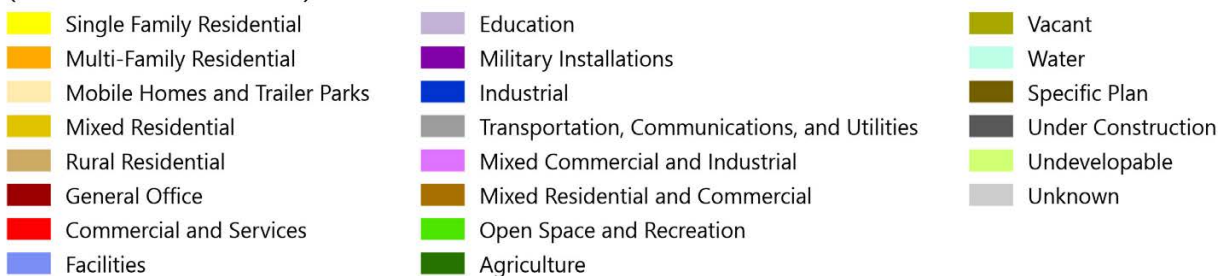 Single Family Residential
Multi-Family Residential
Mobile Homes and Trailer Parks
Mixed Residential
Rural Residential
General Office
Commercial and Services
Facilities
Education
Military Installations
Industrial
Transportation, Communications, and Utilities
Mixed Commercial and Industrial
Mixed Residential and Commercial
Open Space and Recreation
Agriculture
Vacant
Water
Specific Plan
Under Construction
Undevelopable
Unknown